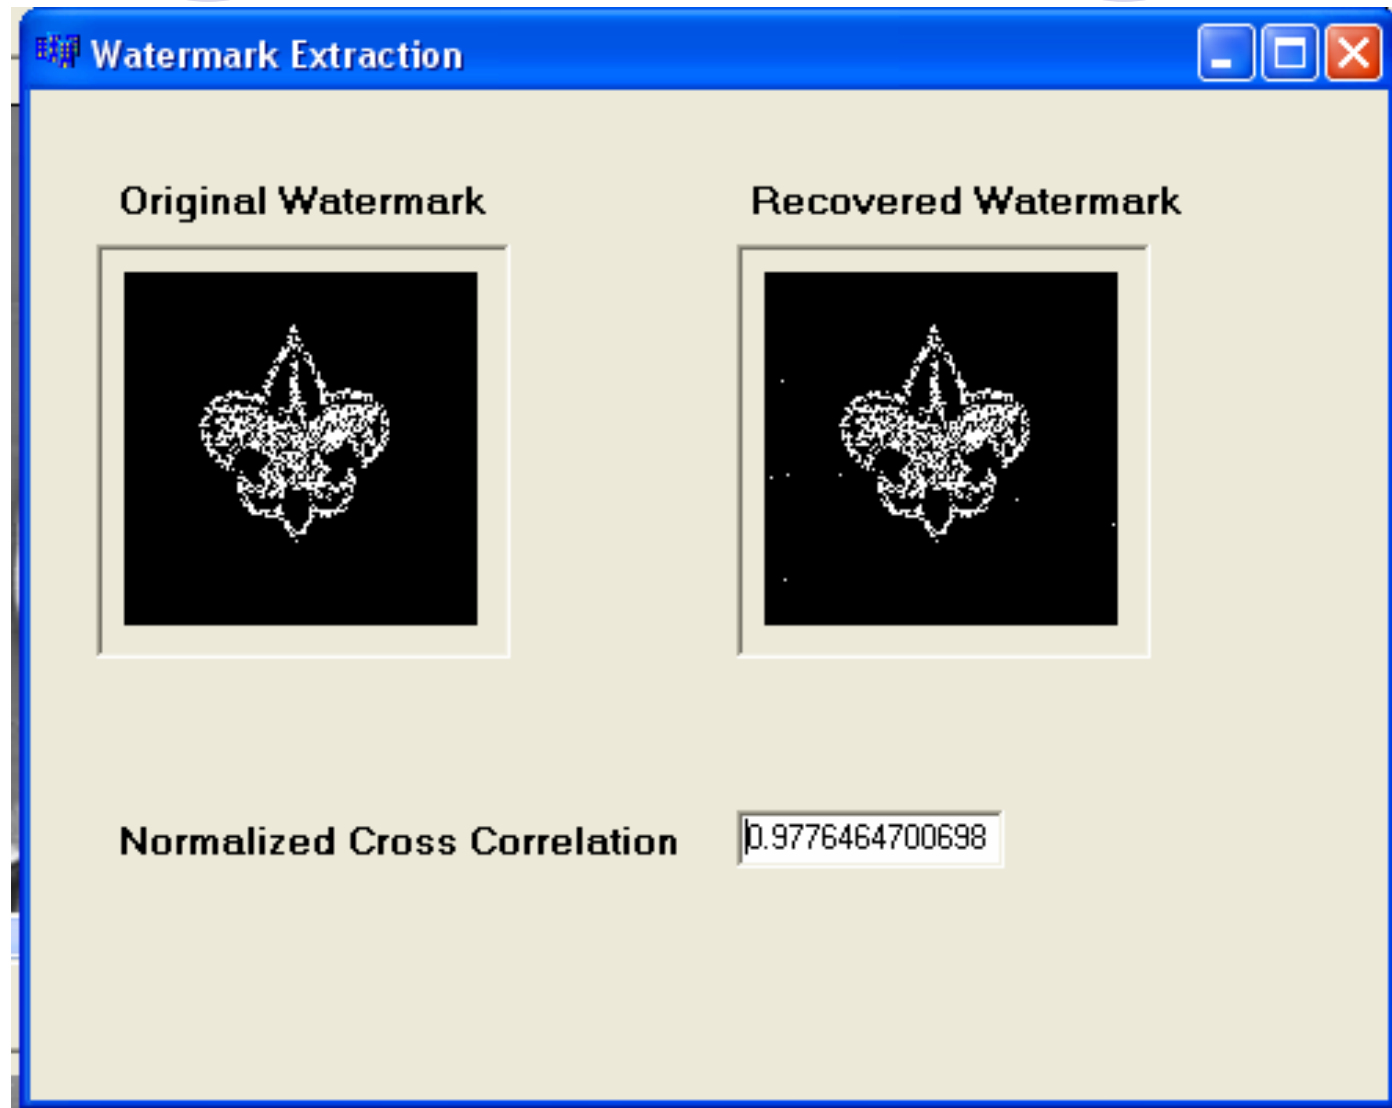 Watermark Extraction
Original Watermark Recovered Watermark
Normalized Cross Correlation 0.9776464700698